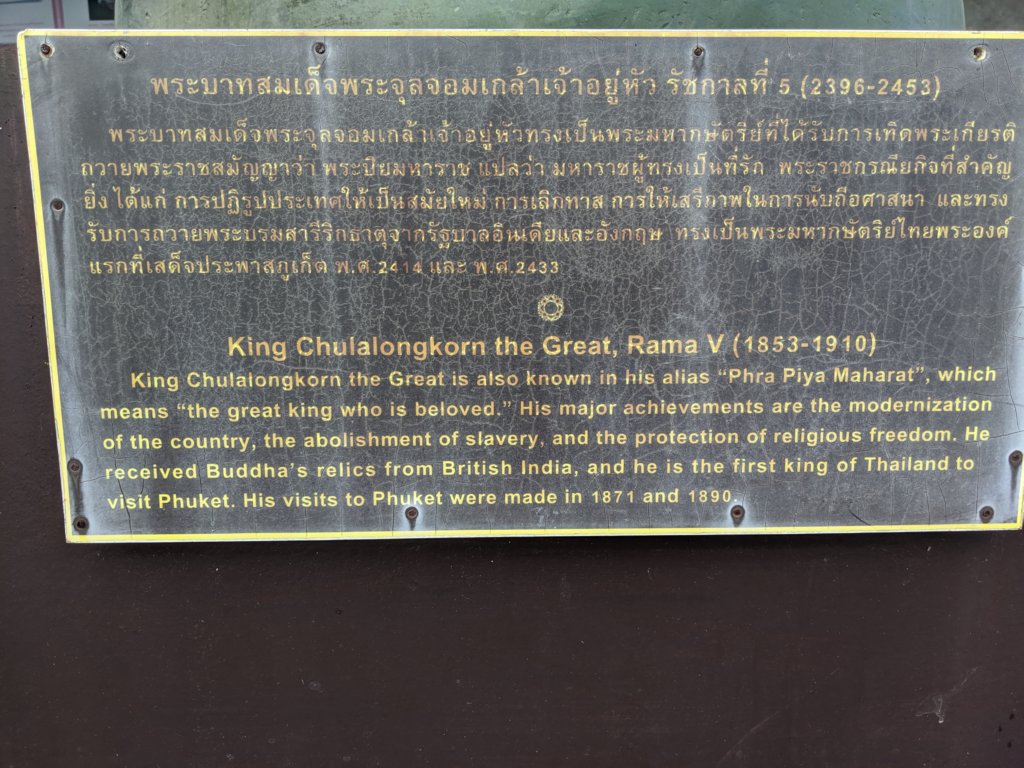 พระบาทสมเด็จพระจุลจอมเกล้าเจ้าอยู่หัว รัชกาลที่ 5 (2396-2453)
พระบาทสมเด็จพระจุลจอมเกล้าเจ้าอยู่หัวทรงเป็นพระมหากษัตริย์ที่ได้รับการเทิดพระเกียรติ
ถวายพระราชสมัญญาว่า พระปิยมหาราช แปลว่า มหาราชผู้ทรงเป็นที่รัก พระราชกรณียกิจที่สำคัญ
ยิ่ง ได้แก่ การปฏิรูปประเทศให้เป็นสมัยใหม่ การเลิกทาส การให้เสรีภาพในการนับถือศาสนา และทรง
รับการถวายพระบรมสารีริกธาตุจากรัฐบาลอินเดียและอังกฤษ ทรงเป็นพระมหากษัตริย์ไทยพระองค์
แรกที่เสด็จประพาสภูเก็ต พ.ศ.2414 และ พ.ศ.2433
King Chulalongkorn the Great, Rama V (1853-1910)
King Chulalongkorn the Great is also known in his alias "Phra Piya Maharat", which
means "the great king who is beloved." His major achievements are the modernization
of the country, the abolishment of slavery, and the protection of religious freedom. He
received Buddha's relics from British India, and he is the first king of Thailand to
visit Phuket. His visits to Phuket were made in 1871 and 1890.